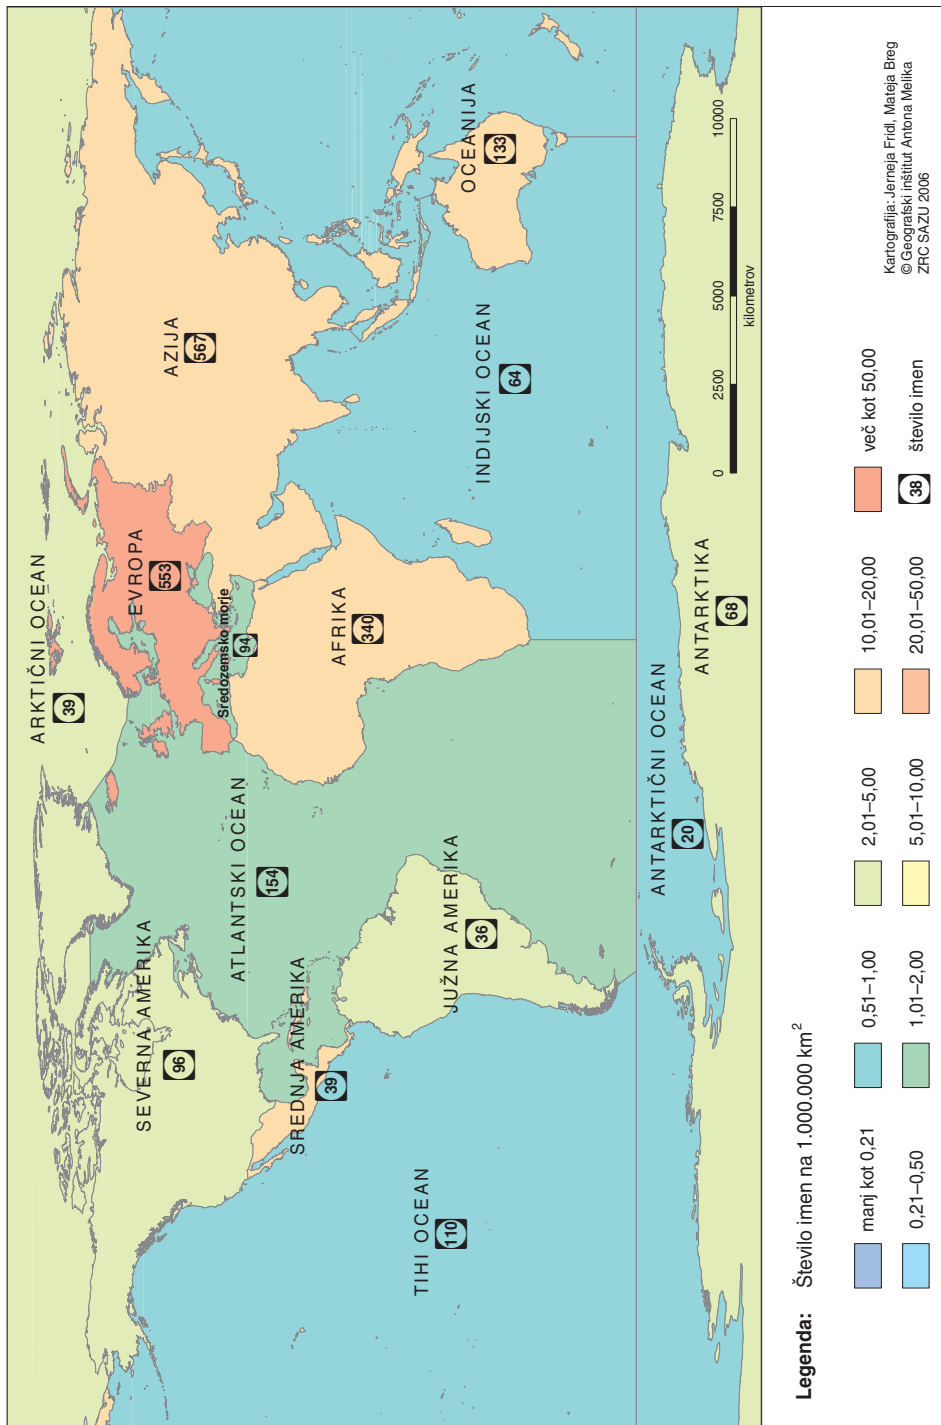 ARKTIČNI OCEAN
39
SEVERNA AMERIKA
96
EVROPA
553
AZIJA
567
Sredozemsko morje
94
ATLANTSKI OCEAN
154
SREDNJA AMERIKA
39
AFRIKA
340
TIHI OCEAN
110
JUŽNA AMERIKA
36
INDIJSKI OCEAN
64
OCEANIJA
133
ANTARKTIČNI OCEAN
20
ANTARKTIKA
68
0 2500 5000 7500 10000
kilometrov
Legenda: Število imen na 1.000.000 km²
manj kot 0,21
0,21–0,50
0,51–1,00
1,01–2,00
2,01–5,00
5,01–10,00
10,01–20,00
20,01–50,00
več kot 50,00
38 število imen
Kartografija: Jerneja Fridl, Mateja Breg
© Geografski inštitut Antona Melika
ZRC SAZU 2006